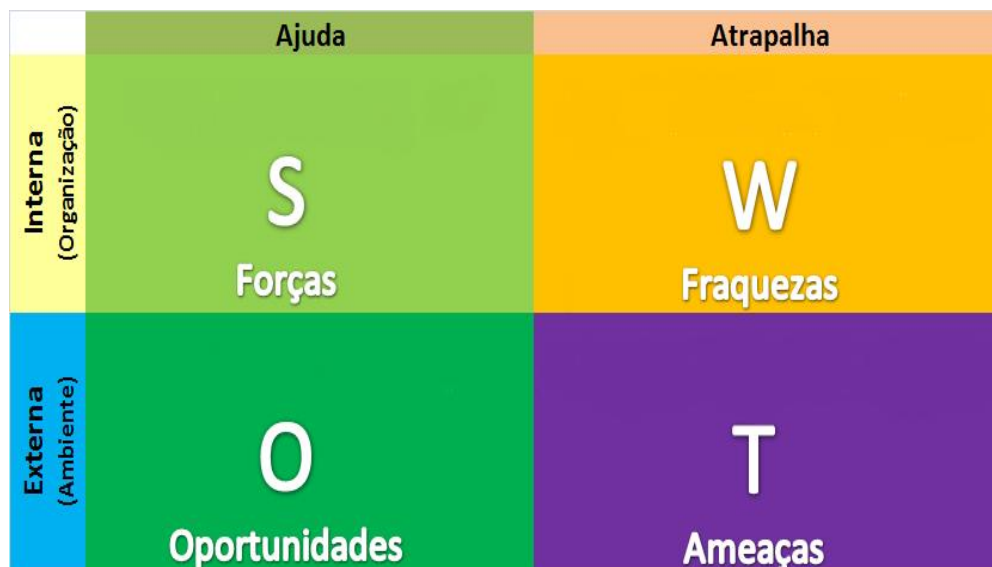 Ajuda
Atrapalha
Interna
(Organização)
S
Forças
W
Fraquezas
Externa
(Ambiente)
O
Oportunidades
T
Ameaças